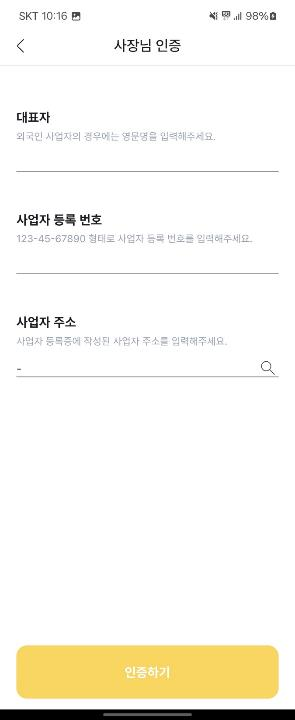 SKT 10:16 98%
사장님 인증
대표자
외국인 사업자의 경우에는 영문명을 입력해주세요.
사업자 등록 번호
123-45-67890 형태로 사업자 등록 번호를 입력해주세요.
사업자 주소
사업자 등록증에 작성된 사업자 주소를 입력해주세요.
-
인증하기